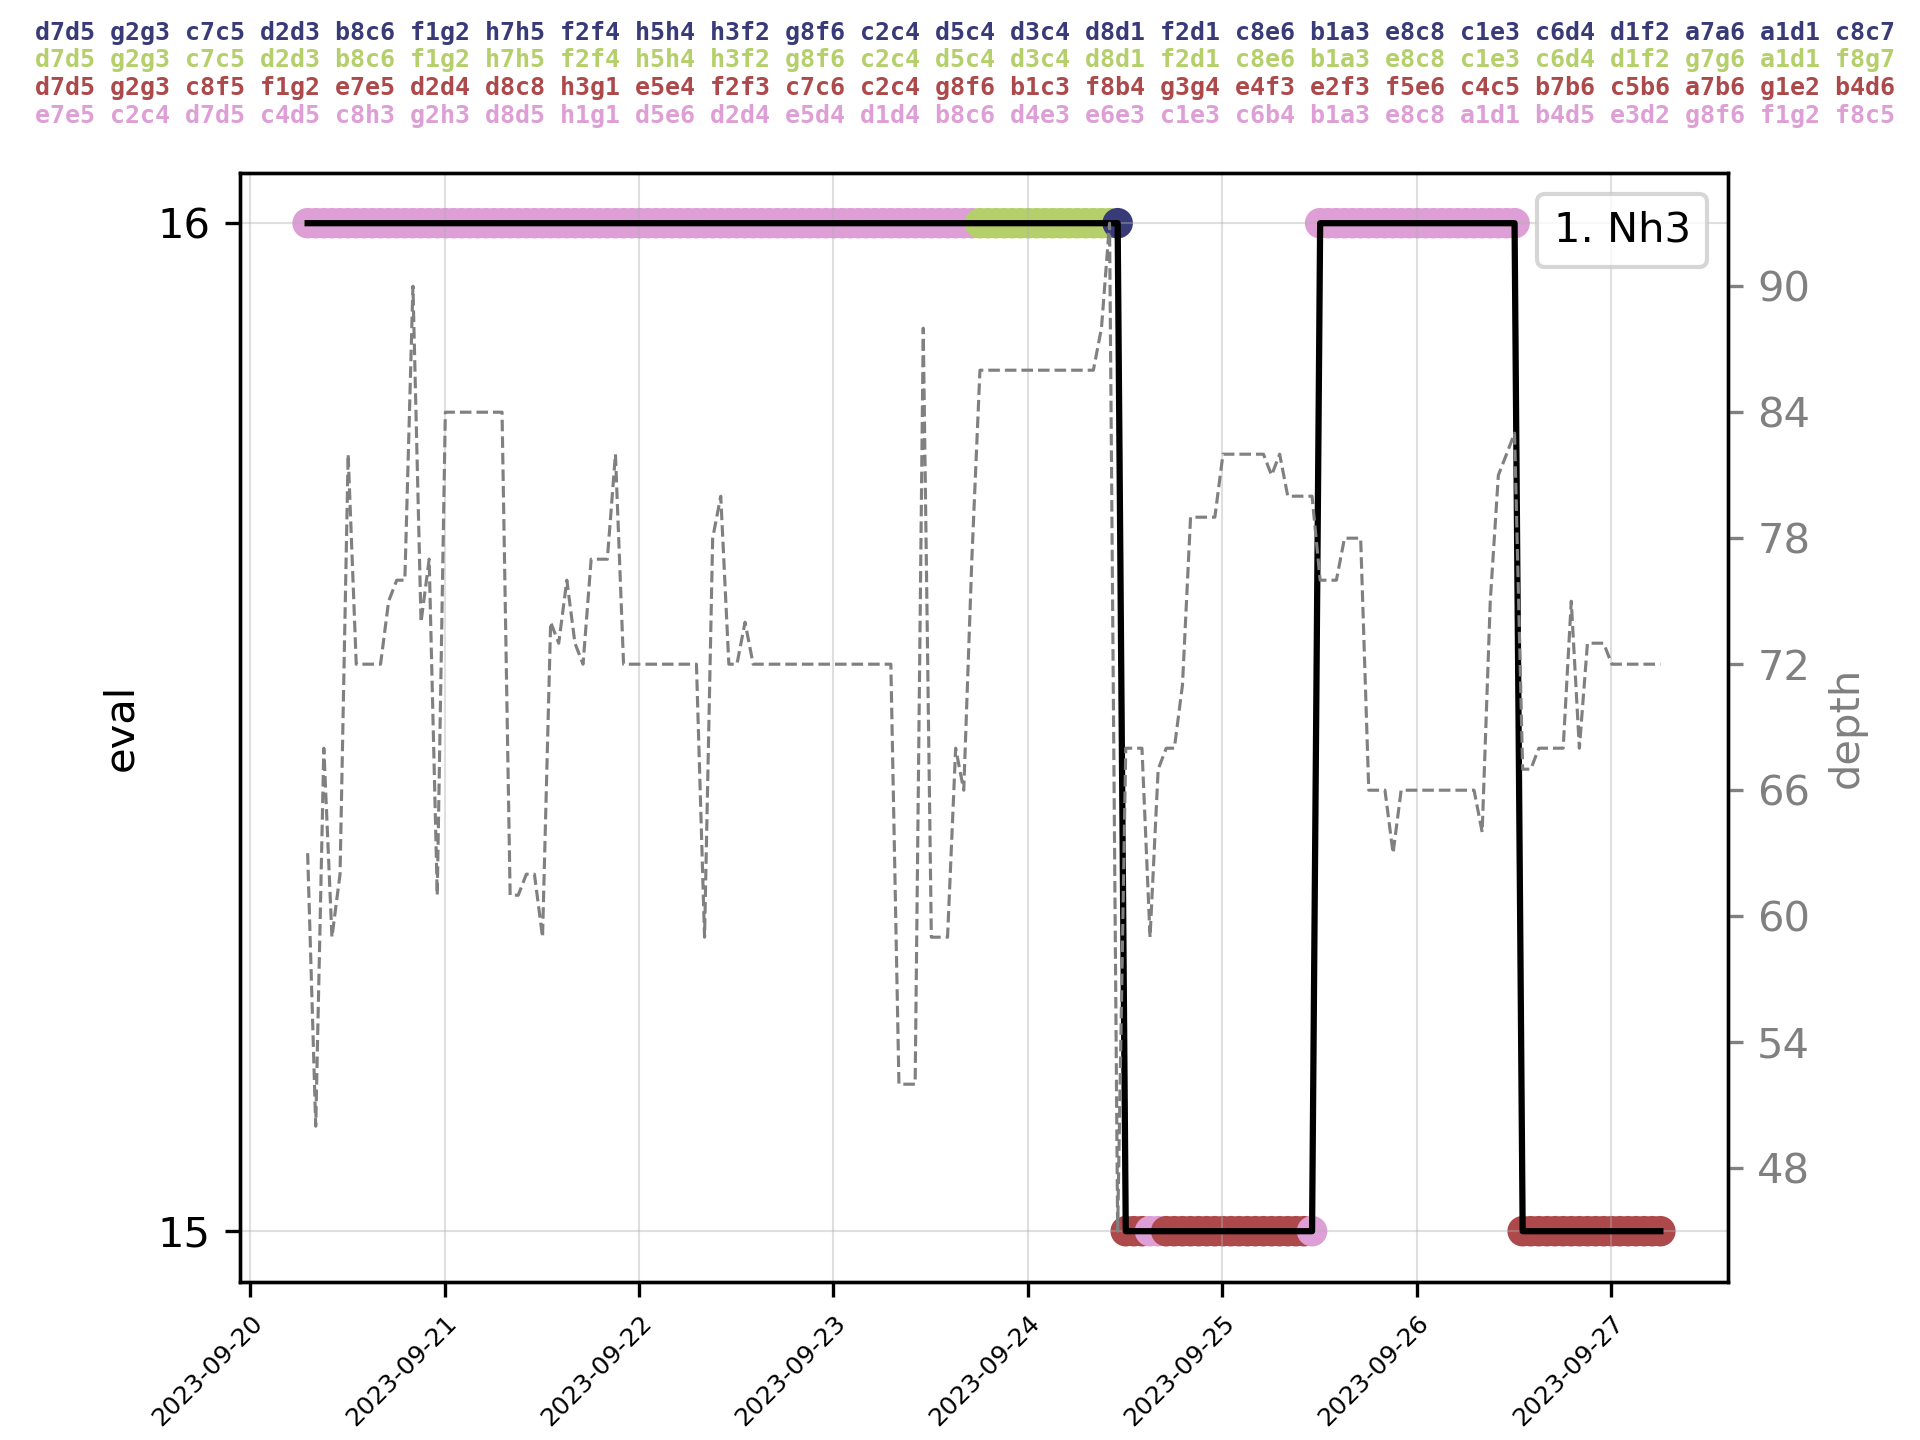 d7d5 g2g3 c7c5 d2d3 b8c6 f1g2 h7h5 f2f4 h5h4 h3f2 g8f6 c2c4 d5c4 d3c4 d8d1 f2d1 c8e6 b1a3 e8c8 c1e3 c6d4 d1f2 a7a6 a1d1 c8c7
d7d5 g2g3 c7c5 d2d3 b8c6 f1g2 h7h5 f2f4 h5h4 h3f2 g8f6 c2c4 d5c4 d3c4 d8d1 f2d1 c8e6 b1a3 e8c8 c1e3 c6d4 d1f2 g7g6 a1d1 f8g7
d7d5 g2g3 c8f5 f1g2 e7e5 d2d4 d8c8 h3g1 e5e4 f2f3 c7c6 c2c4 g8f6 b1c3 f8b4 g3g4 e4f3 e2f3 f5e6 c4c5 b7b6 c5b6 a7b6 g1e2 b4d6
e7e5 c2c4 d7d5 c4d5 c8h3 g2h3 d8d5 h1g1 d5e6 d2d4 e5d4 d1d4 b8c6 d4e3 e6e3 c1e3 c6b4 b1a3 e8c8 a1d1 b4d5 e3d2 g8f6 f1g2 f8c5
1. Nh3
16
15
eval
90
84
78
72
66
60
54
48
depth
2023-09-20
2023-09-21
2023-09-22
2023-09-23
2023-09-24
2023-09-25
2023-09-26
2023-09-27